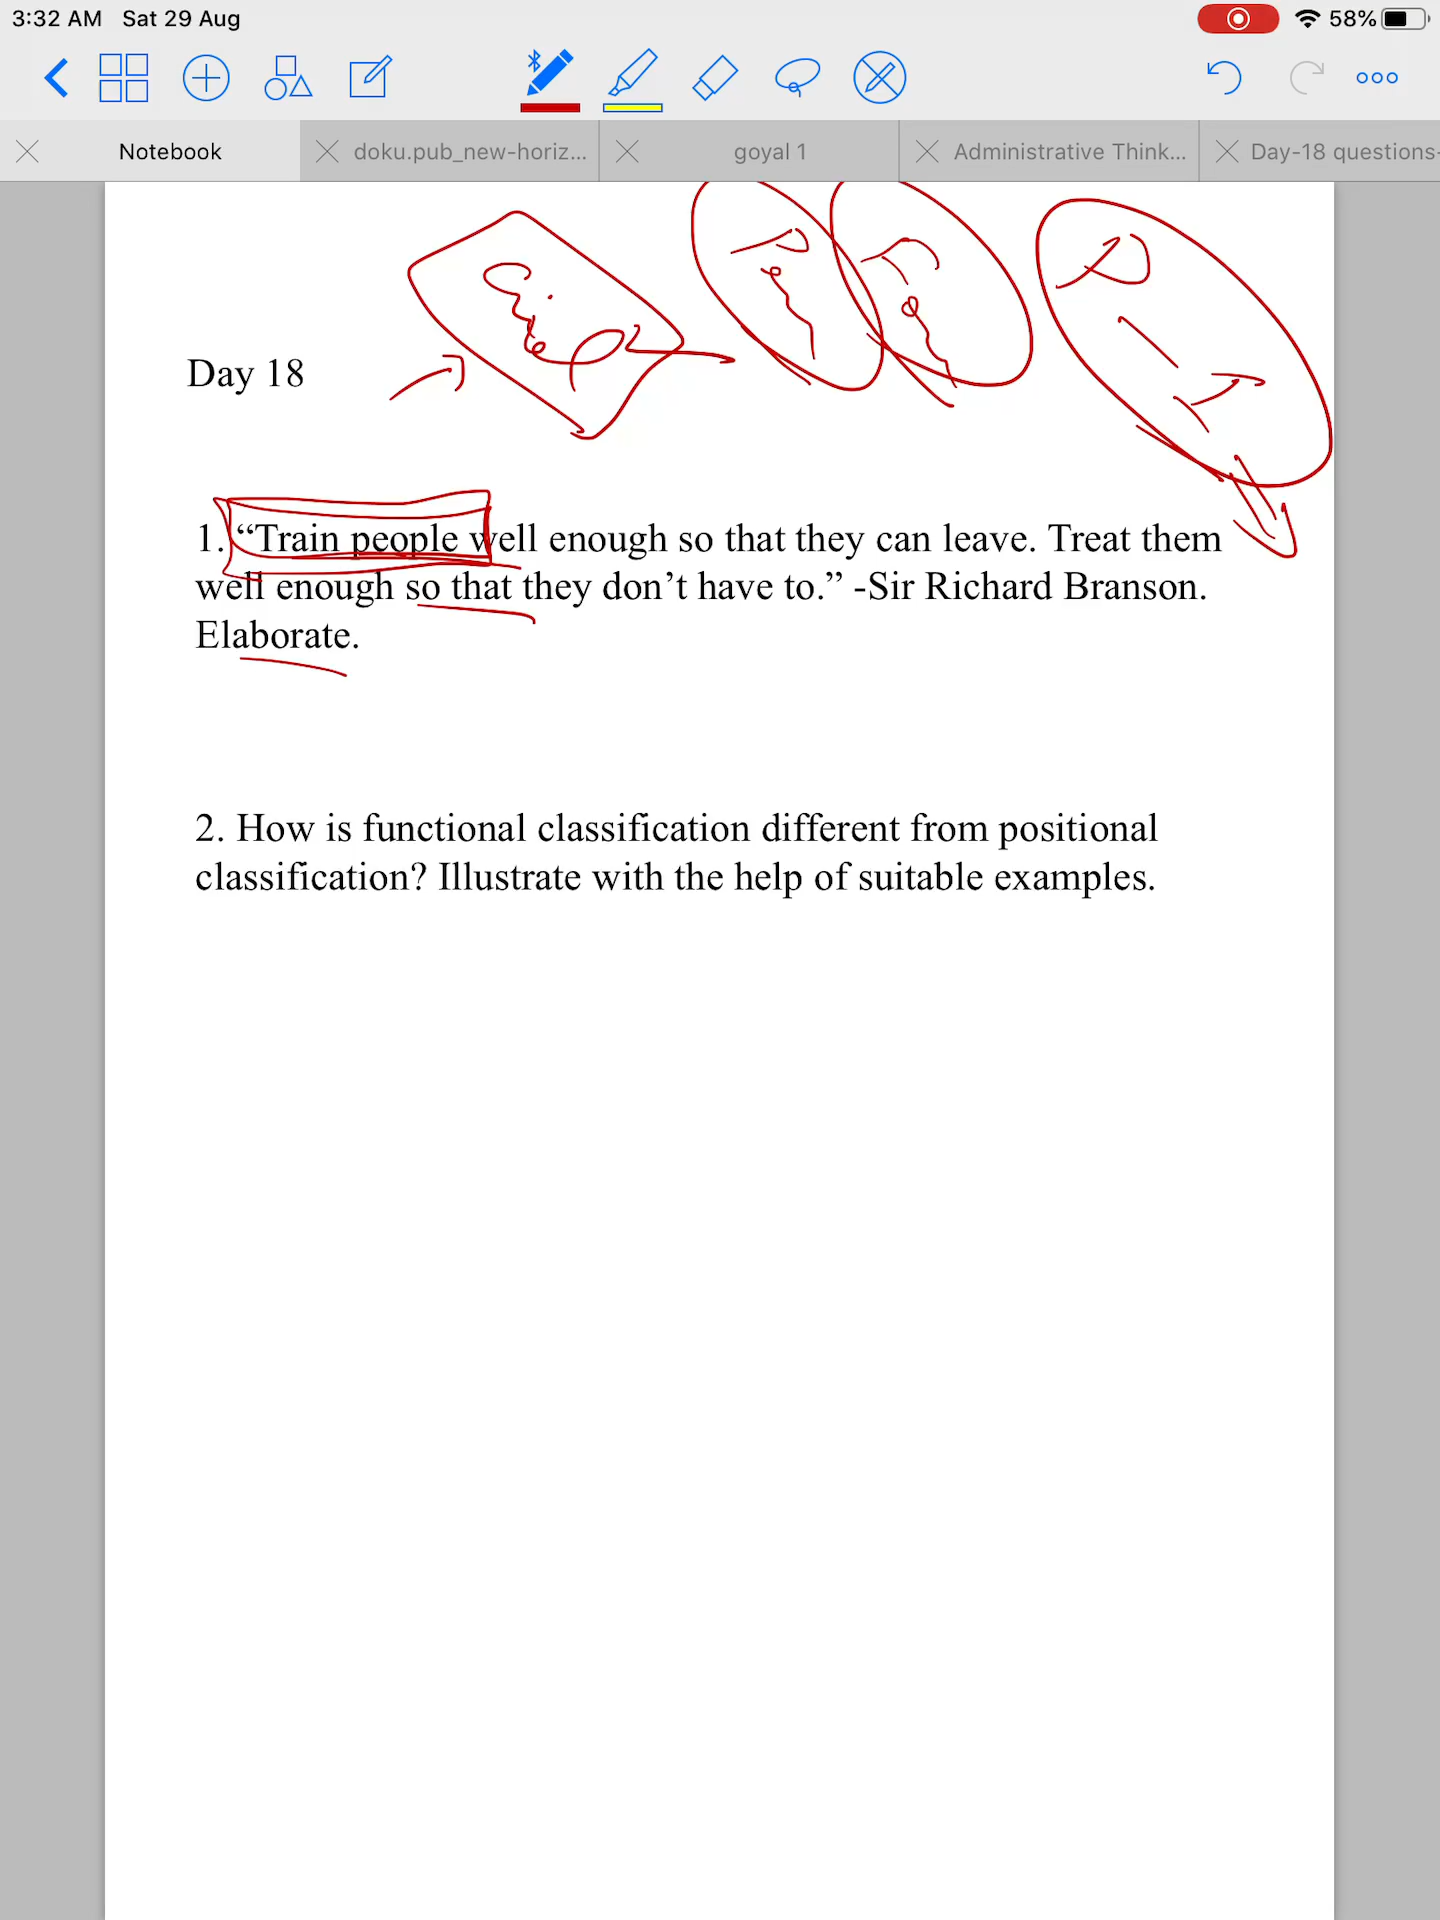 3:32 AM Sat 29 Aug 58%
Notebook doku.pub_new-horiz... goyal 1 Administrative Think... Day-18 questions-
Day 18
1. “Train people well enough so that they can leave. Treat them
well enough so that they don’t have to.” -Sir Richard Branson.
Elaborate.
2. How is functional classification different from positional
classification? Illustrate with the help of suitable examples.